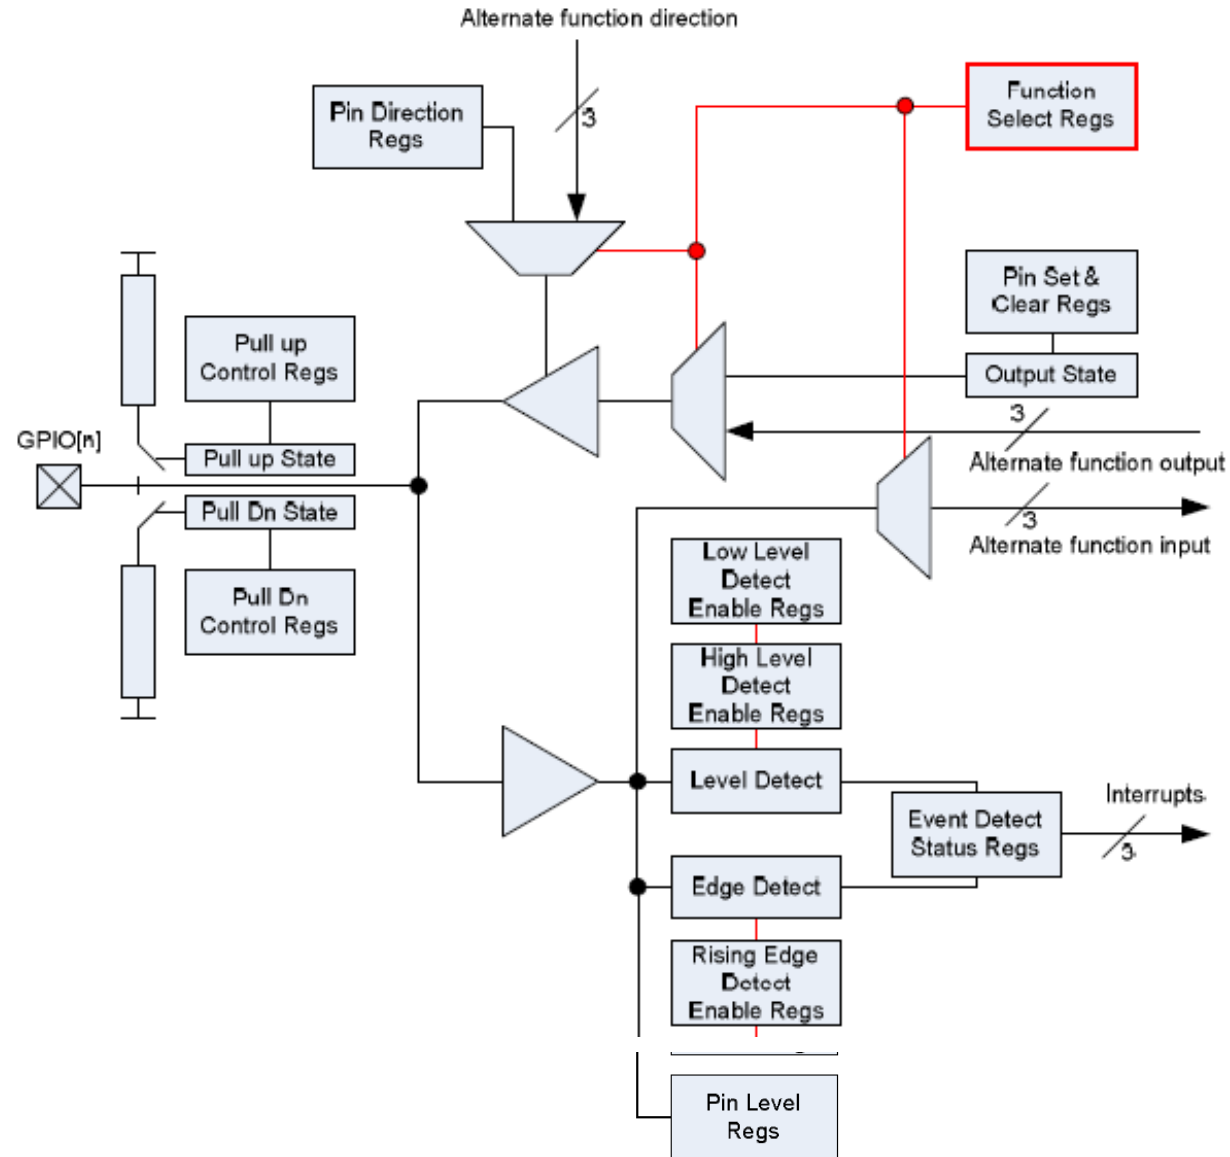 Alternate function direction
Pin Direction
Regs
3
Function
Select Regs
Pin Set &
Clear Regs
Output State
Pull up
Control Regs
3
GPIO[n]
Pull up State
Alternate function output
Pull Dn State
3
Alternate function input
Low Level
Detect
Enable Regs
Pull Dn
Control Regs
High Level
Detect
Enable Regs
Level Detect
Interrupts
Event Detect
Status Regs
3
Edge Detect
Rising Edge
Detect
Enable Regs
Pin Level
Regs